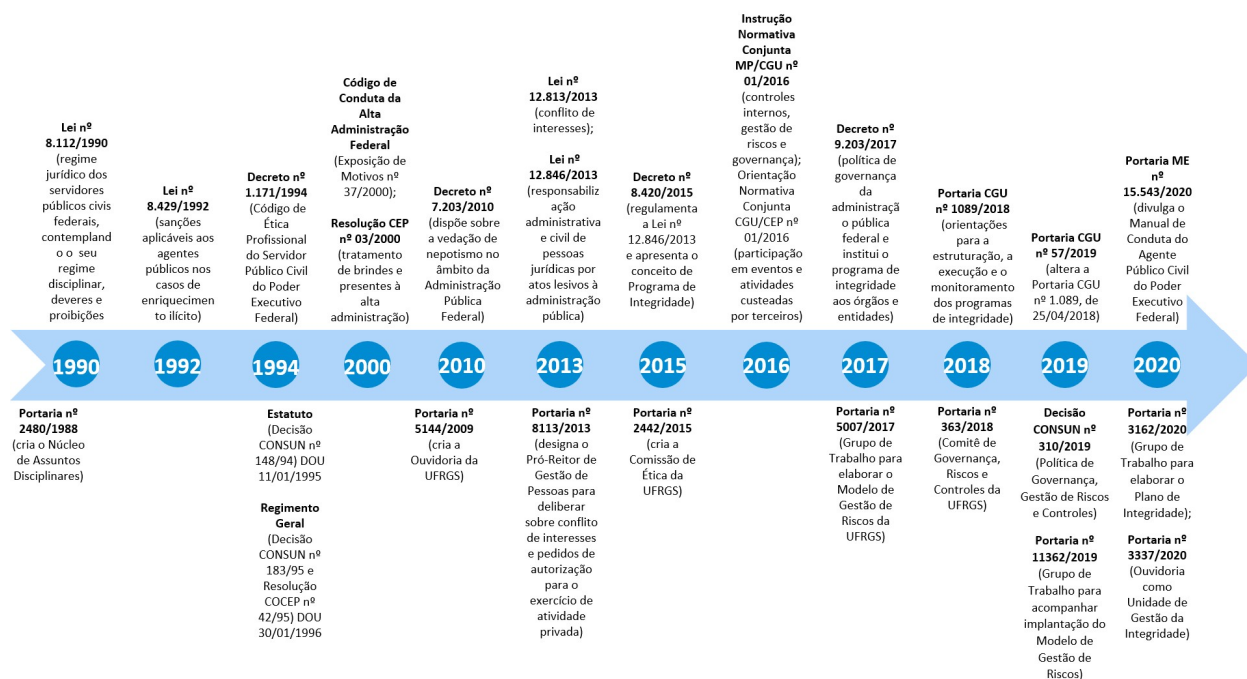 Lei nº
8.112/1990
(regime
jurídico dos
servidores
públicos civis
federais,
contempland
o o  seu
regime
disciplinar,
deveres e
proibições
Lei nº
8.429/1992
(sanções
aplicáveis aos
agentes
públicos nos
casos de
enriquecimen
to ilícito)
Decreto nº
1.171/1994
(Código de
Ética
Profissional
do Servidor
Público Civil
do Poder
Executivo
Federal)
Código de
Conduta da
Alta
Administração
Federal
(Exposição de
Motivos nº
37/2000);
Resolução CEP
nº 03/2000
(tratamento de
brindes e
presentes à
alta
administração)
Decreto nº
7.203/2010
(dispõe sobre
a vedação de
nepotismo no
âmbito da
Administração
Pública
Federal)
Lei nº
12.813/2013
(conflito de
interesses);
Lei nº
12.846/2013
(responsabiliz
ação
administrativa
e civil de
pessoas
jurídicas por
atos lesivos à
administração
pública)
Decreto nº
8.420/2015
(regulamenta
a Lei nº
12.846/2013
e apresenta o
conceito de
Programa de
Integridade)
Instrução
Normativa
Conjunta
MP/CGU nº
01/2016
(controles
internos,
gestão de
riscos e
governança);
Orientação
Normativa
Conjunta
CGU/CEP nº
01/2016
(participação
em eventos e
atividades
custeadas
por terceiros)
Decreto nº
9.203/2017
(política de
governança
da
administraçã
o pública
federal e
institui o
programa de
integridade
aos órgãos e
entidades)
Portaria CGU
nº 1089/2018
(orientações
para a
estruturação, a
execução e o
monitoramento
dos programas
de integridade)
Portaria CGU
nº 57/2019
(altera a
Portaria CGU
nº 1.089, de
25/04/2018)
Portaria ME
nº
15.543/2020
(divulga o
Manual de
Conduta do
Agente
Público Civil
do Poder
Executivo
Federal)
1990
1992
1994
2000
2010
2013
2015
2016
2017
2018
2019
2020
Portaria nº
2480/1988
(cria o Núcleo
de Assuntos
Disciplinares)
Estatuto
(Decisão
CONSUN nº
148/94) DOU
11/01/1995
Regimento
Geral
(Decisão
CONSUN nº
183/95 e
Resolução
COCEP nº
42/95) DOU
30/01/1996
Portaria nº
5144/2009
(cria a
Ouvidoria da
UFRGS)
Portaria nº
8113/2013
(designa o
Pró-Reitor de
Gestão de
Pessoas para
deliberar
sobre conflito
de interesses
e pedidos de
autorização
para o
exercício de
atividade
privada)
Portaria nº
2442/2015
(cria a
Comissão de
Ética da
UFRGS)
Portaria nº
5007/2017
(Grupo de
Trabalho para
elaborar o
Modelo de
Gestão de
Riscos da
UFRGS)
Portaria nº
363/2018
(Comitê de
Governança,
Riscos e
Controles da
UFRGS)
Decisão
CONSUN nº
310/2019
(Política de
Governança,
Gestão de Riscos
e Controles)
Portaria nº
11362/2019
(Grupo de
Trabalho para
acompanhar
implantação do
Modelo de
Gestão de
Riscos)
Portaria nº
3162/2020
(Grupo de
Trabalho para
elaborar o
Plano de
Integridade);
Portaria nº
3337/2020
(Ouvidoria
como
Unidade de
Gestão da
Integridade)